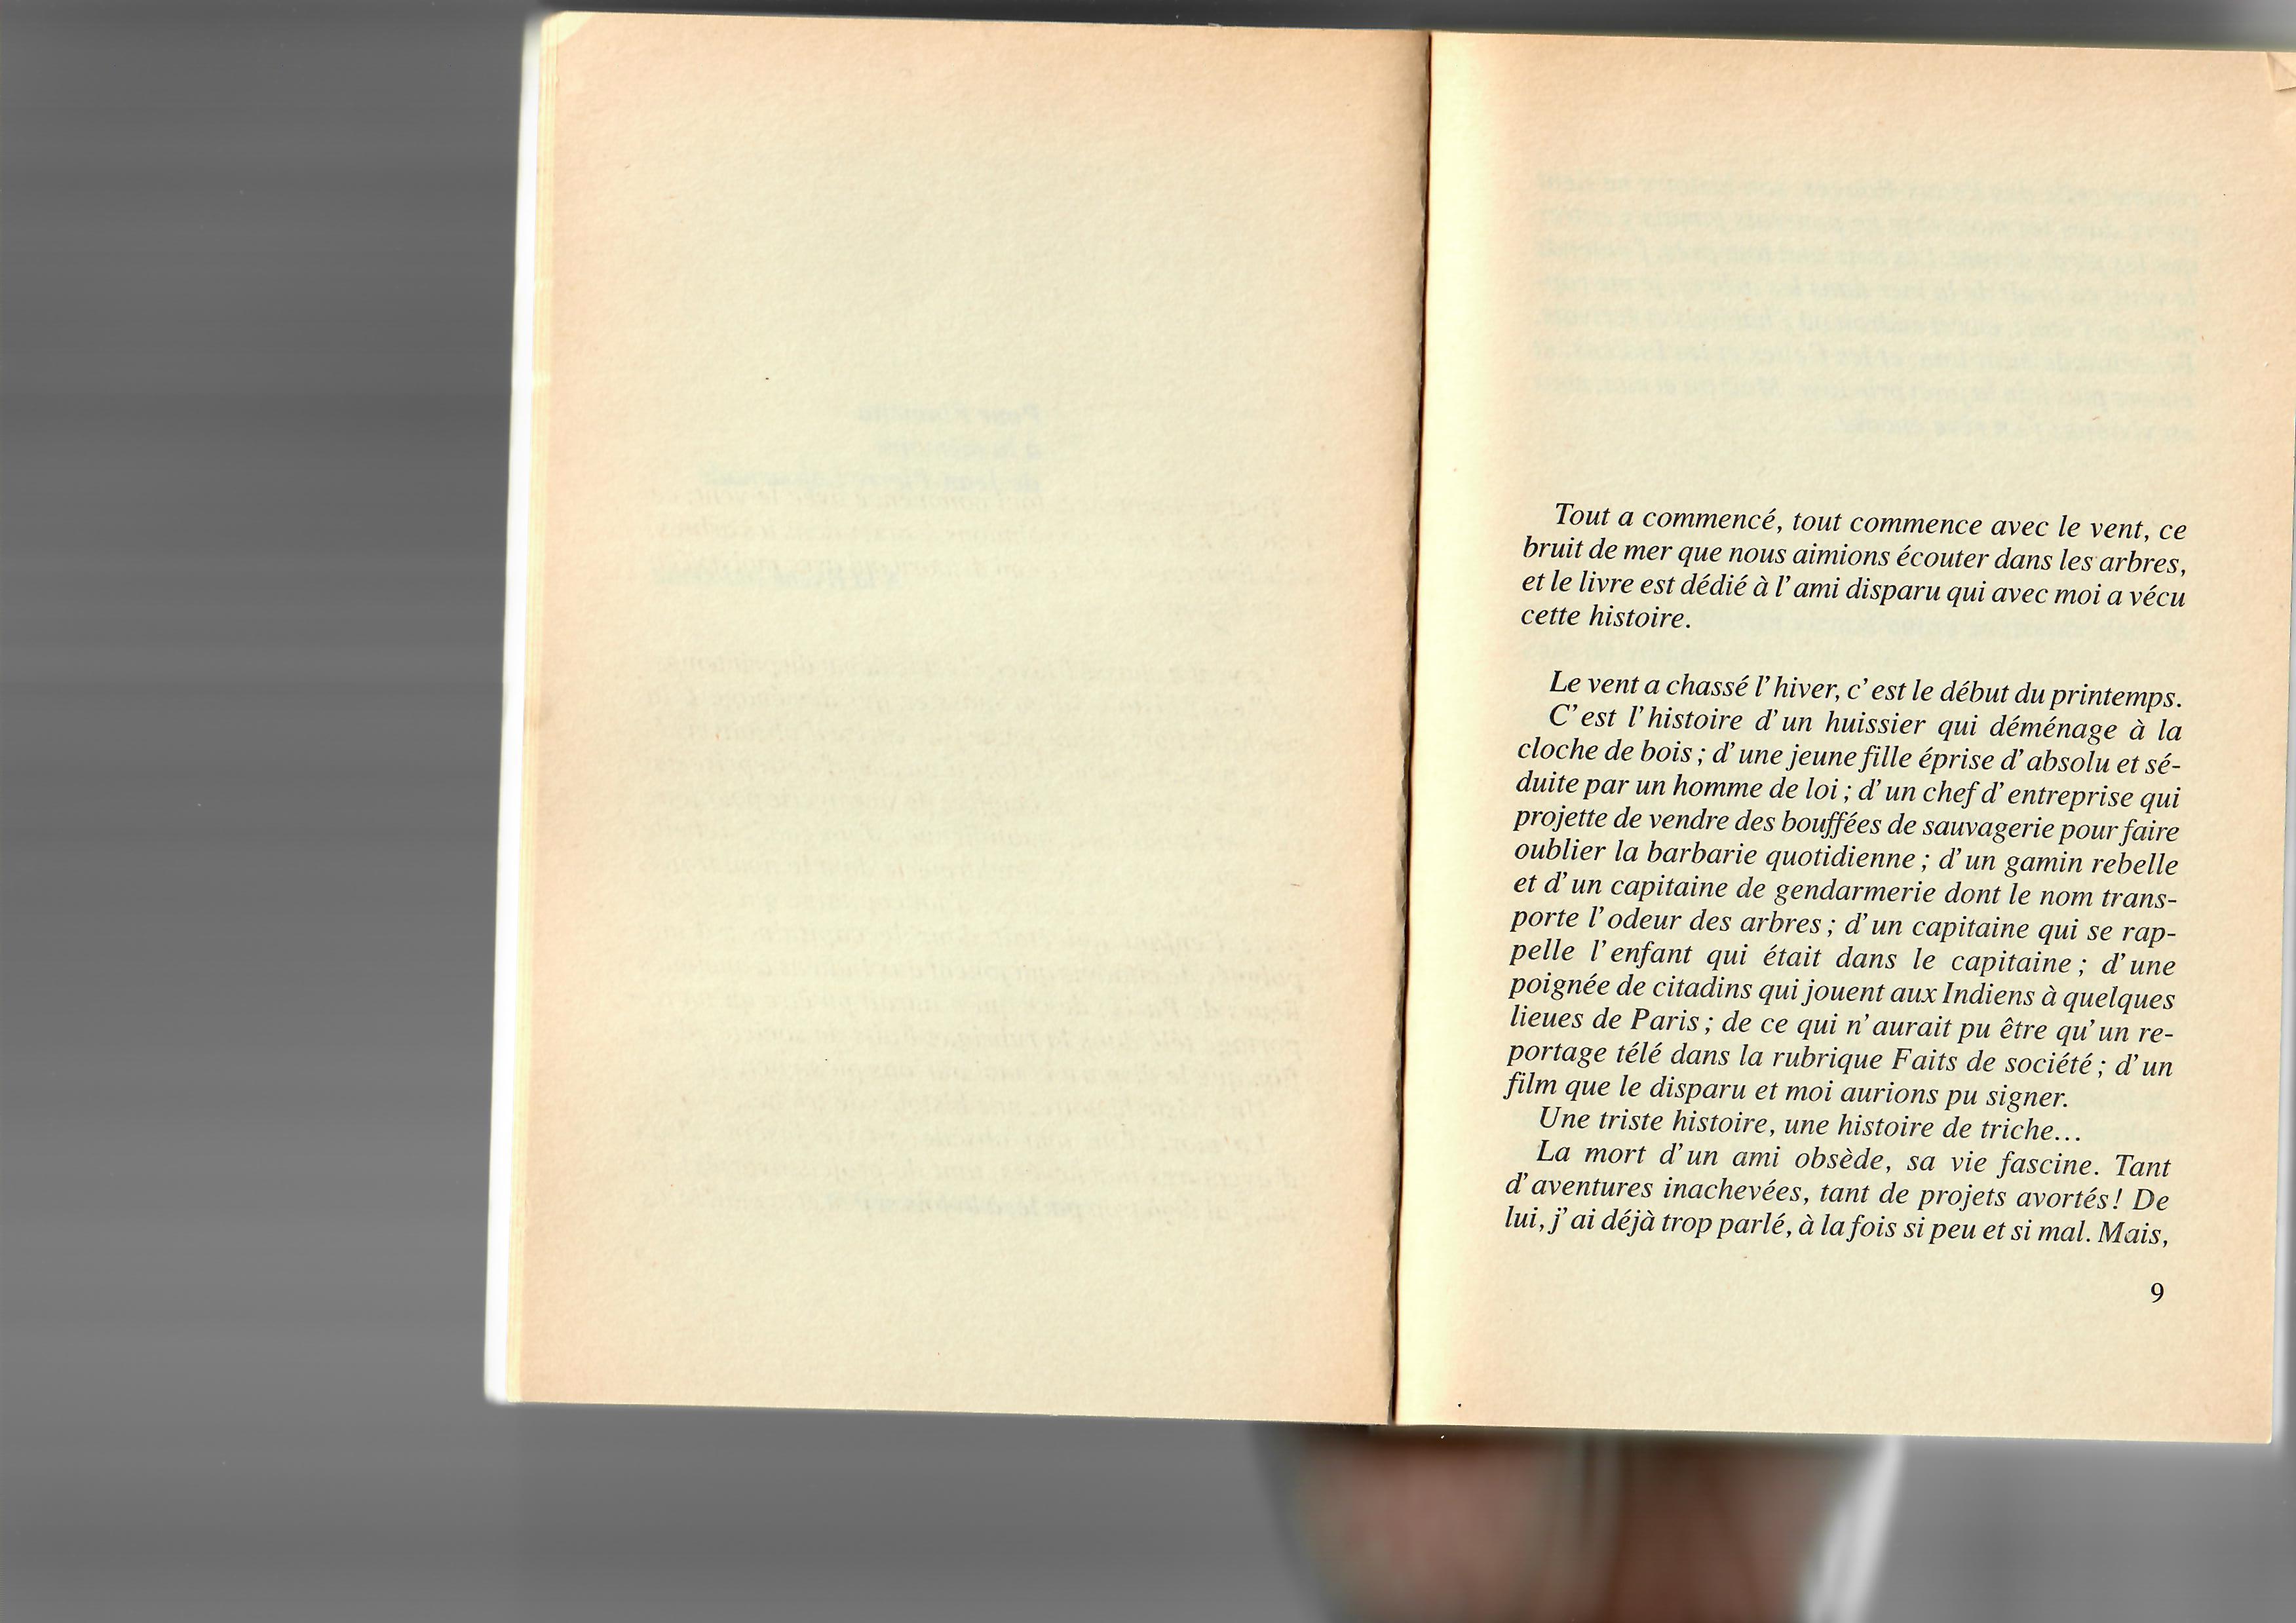 Tout a commencé, tout commence avec le vent, ce
bruit de mer que nous aimions écouter dans les arbres,
et le livre est dédié à l'ami disparu qui avec moi a vécu
cette histoire.
Le vent a chassé l'hiver, c'est le début du printemps.
C'est l'histoire d'un huissier qui déménage à la
cloche de bois ; d'une jeune fille éprise d'absolu et sé-
duite par un homme de loi ; d'un chef d'entreprise qui
projette de vendre des bouffées de sauvagerie pour faire
oublier la barbarie quotidienne ; d'un gamin rebelle
et d'un capitaine de gendarmerie dont le nom trans-
porte l'odeur des arbres ; d'un capitaine qui se rap-
pelle l'enfant qui était dans le capitaine ; d'une
poignée de citadins qui jouent aux Indiens à quelques
lieues de Paris ; de ce qui n'aurait pu être qu'un re-
portage télé dans la rubrique Faits de société ; d'un
film que le disparu et moi aurions pu signer.
Une triste histoire, une histoire de triche...
La mort d'un ami obsède, sa vie fascine. Tant
d'aventures inachevées, tant de projets avortés ! De
lui, j'ai déjà trop parlé, à la fois si peu et si mal. Mais,
9